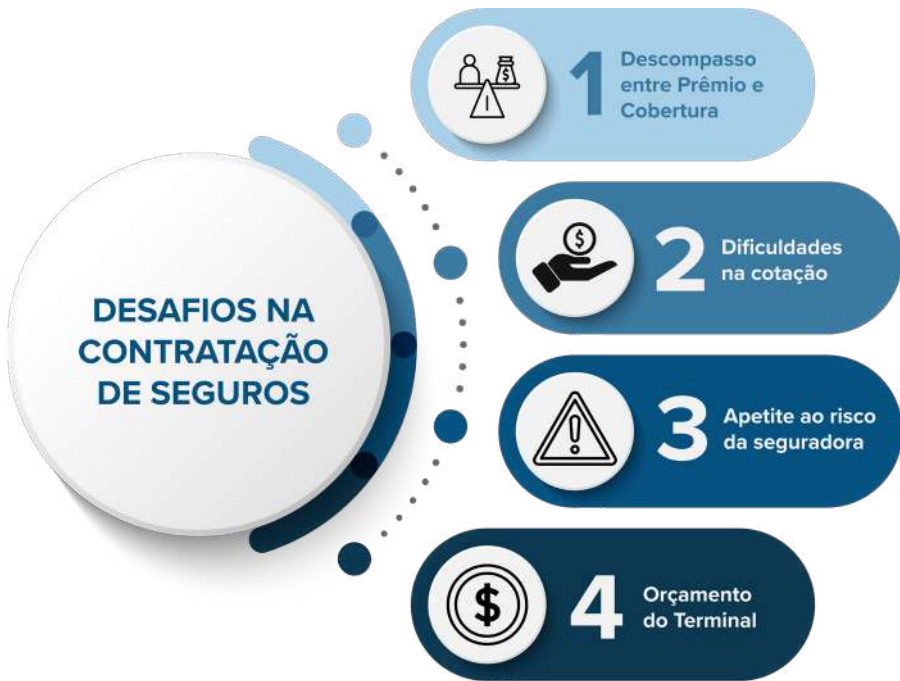 DESAFIOS NA
CONTRATAÇÃO
DE SEGUROS
1
Descompasso
entre Prêmio e
Cobertura
2
Dificuldades
na cotação
3
Apetite ao risco
da seguradora
4
Orçamento
do Terminal